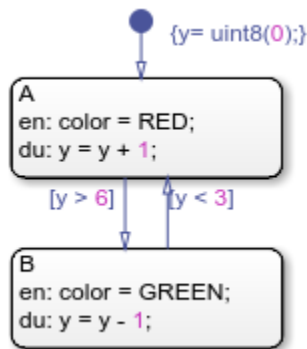 {y= uint8(0);}
A
en: color = RED;
du: y = y + 1;
[y > 6]
[y < 3]
B
en: color = GREEN;
du: y = y - 1;